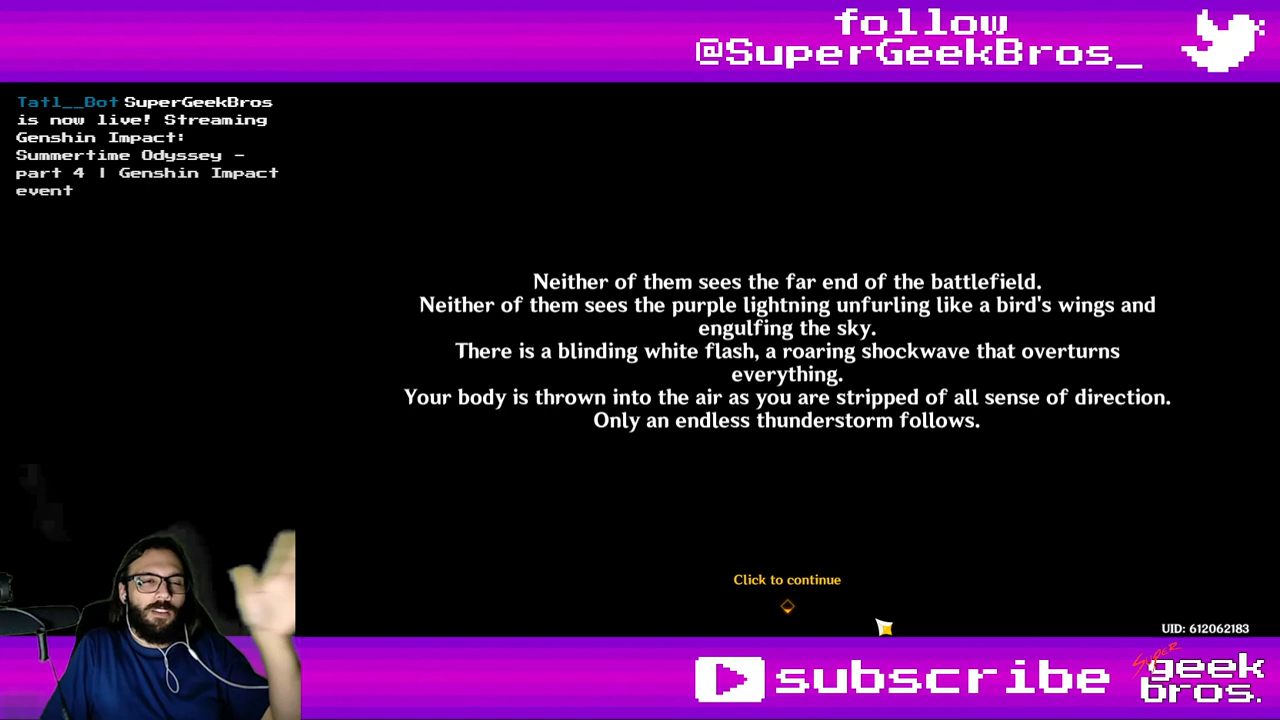 follow
@SuperGeekBros_
Tatl__Bot SuperGeekBros
is now live! Streaming
Genshin Impact:
Summertime Odyssey -
part 4 | Genshin Impact
event
Neither of them sees the far end of the battlefield.
Neither of them sees the purple lightning unfurling like a bird's wings and
engulfing the sky.
There is a blinding white flash, a roaring shockwave that overturns
everything.
Your body is thrown into the air as you are stripped of all sense of direction.
Only an endless thunderstorm follows.
Click to continue
UID: 612062183
subscribe
super
geek
bros.